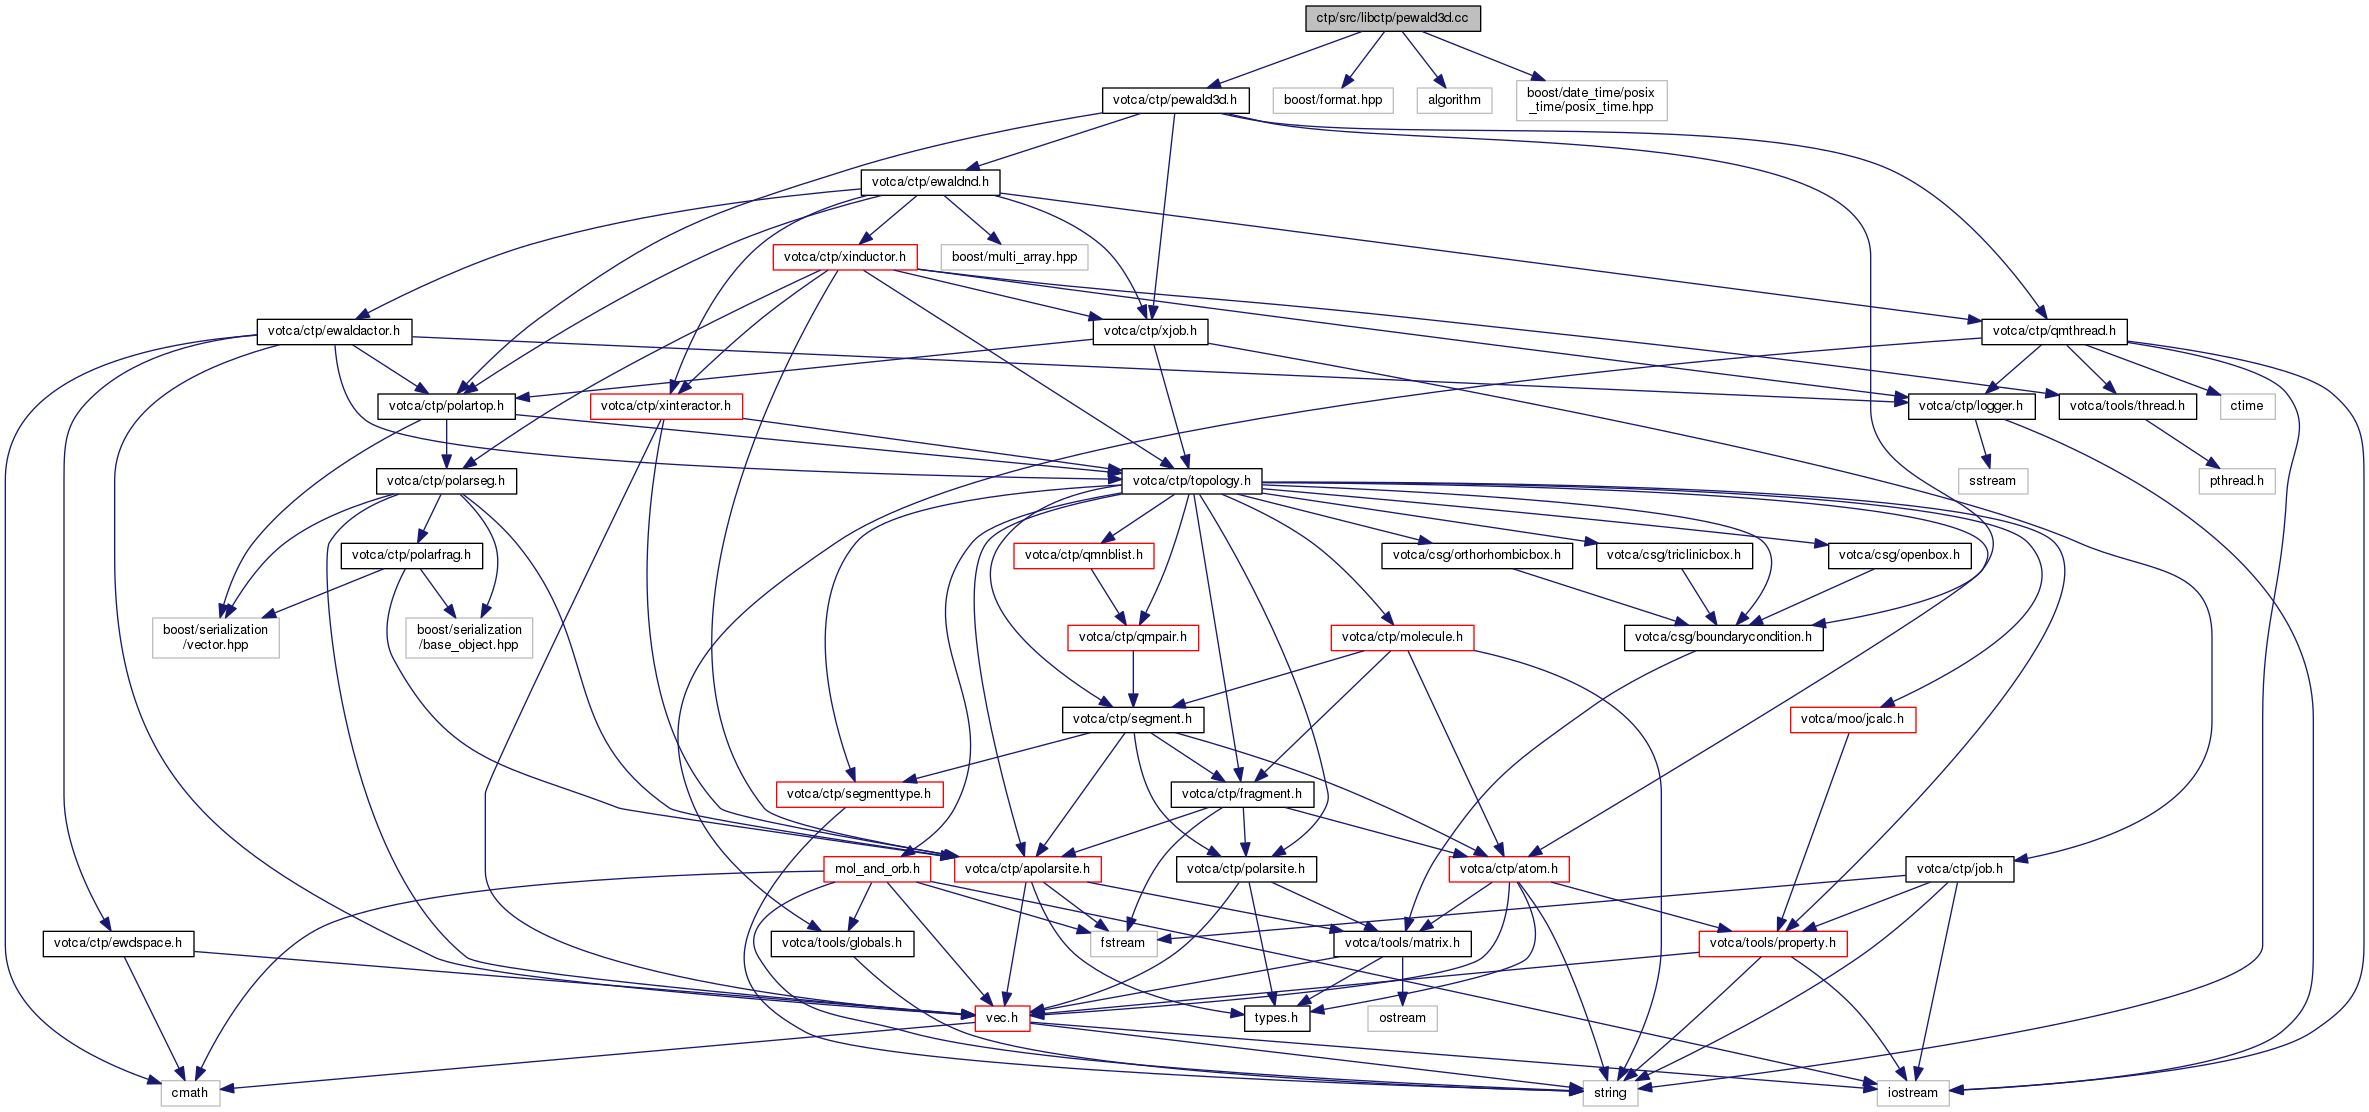 ctp/src/libctp/pewald3d.cc
votca/ctp/pewald3d.h
boost/format.hpp
algorithm
boost/date_time/posix
_time/posix_time.hpp
votca/ctp/ewaldnd.h
votca/ctp/xinductor.h
boost/multi_array.hpp
votca/ctp/ewaldactor.h
votca/ctp/xjob.h
votca/ctp/qmthread.h
votca/ctp/polartop.h
votca/ctp/xinteractor.h
votca/ctp/logger.h
votca/tools/thread.h
ctime
votca/ctp/polarseg.h
votca/ctp/topology.h
sstream
pthread.h
votca/ctp/polarfrag.h
votca/ctp/qmnblist.h
votca/csg/orthorhombicbox.h
votca/csg/triclinicbox.h
votca/csg/openbox.h
boost/serialization
/vector.hpp
boost/serialization
/base_object.hpp
votca/ctp/qmpair.h
votca/ctp/molecule.h
votca/csg/boundarycondition.h
votca/ctp/segment.h
votca/moo/jcalc.h
votca/ctp/segmenttype.h
votca/ctp/fragment.h
mol_and_orb.h
votca/ctp/apolarsite.h
votca/ctp/polarsite.h
votca/ctp/atom.h
votca/ctp/job.h
votca/ctp/ewdspace.h
votca/tools/globals.h
fstream
votca/tools/matrix.h
votca/tools/property.h
vec.h
types.h
ostream
cmath
string
iostream